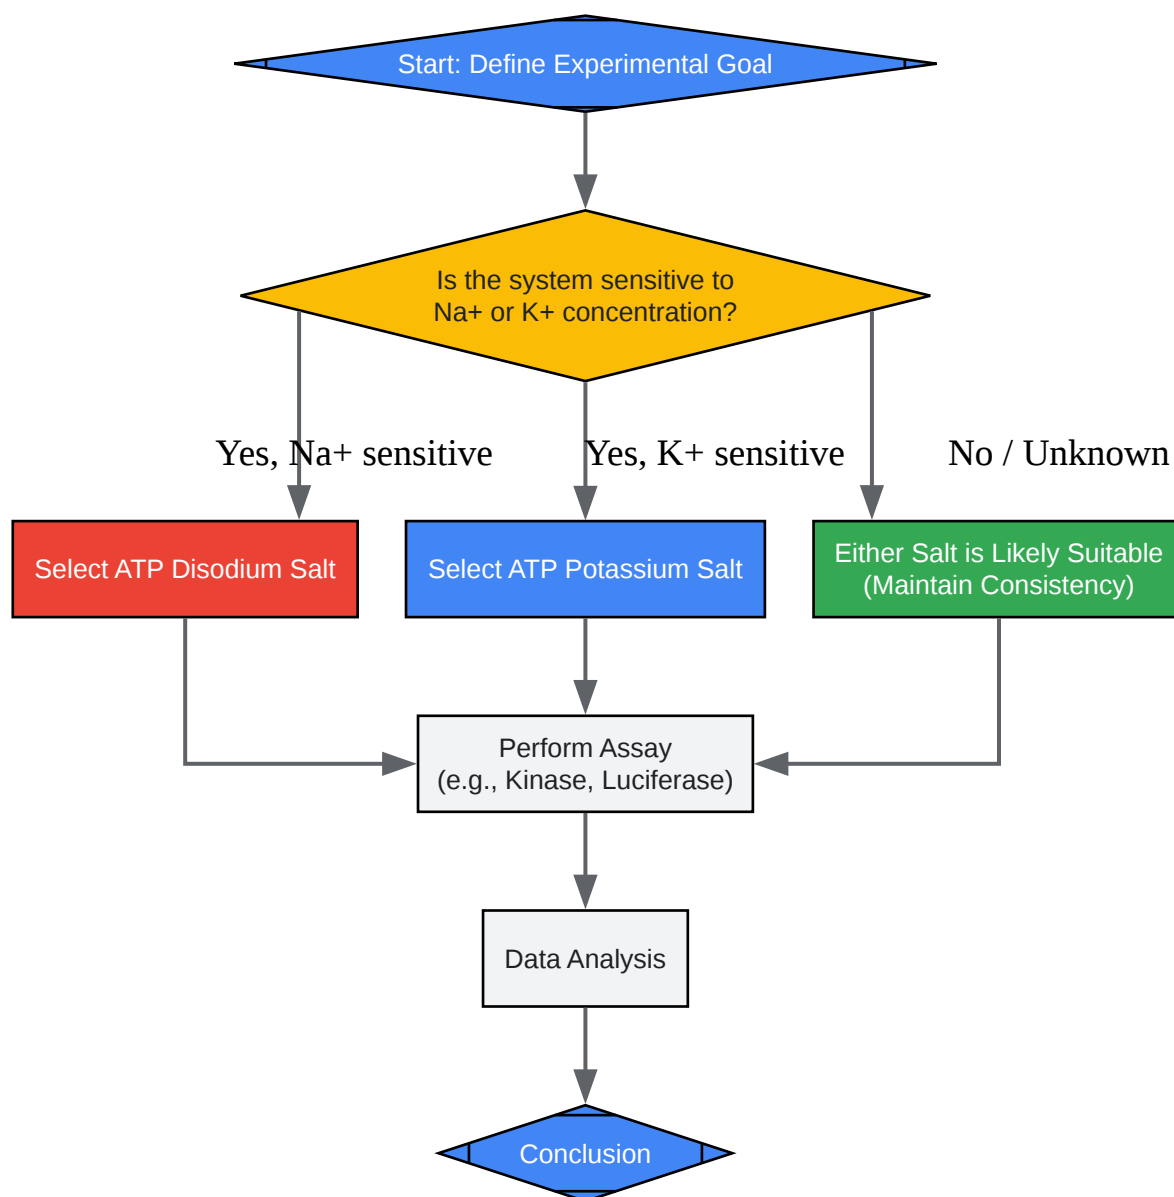 Start: Define Experimental Goal
Is the system sensitive to
Na+ or K+ concentration?
Yes, Na+ sensitive
Yes, K+ sensitive
No / Unknown
Select ATP Disodium Salt
Select ATP Potassium Salt
Either Salt is Likely Suitable
(Maintain Consistency)
Perform Assay
(e.g., Kinase, Luciferase)
Data Analysis
Conclusion